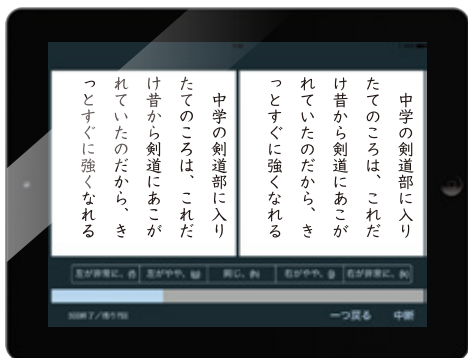 中学の剣道部に入り
たてのころは、これだ
け昔から剣道にあこが
れていたのだから、き
っとすぐに強くなれる
中学の剣道部に入り
たてのころは、これだ
け昔から剣道にあこが
れていたのだから、き
っとすぐに強くなれる
左が非常に、
左がやや、
同じ、
右がやや、
右が非常に、
一つ戻る
中断